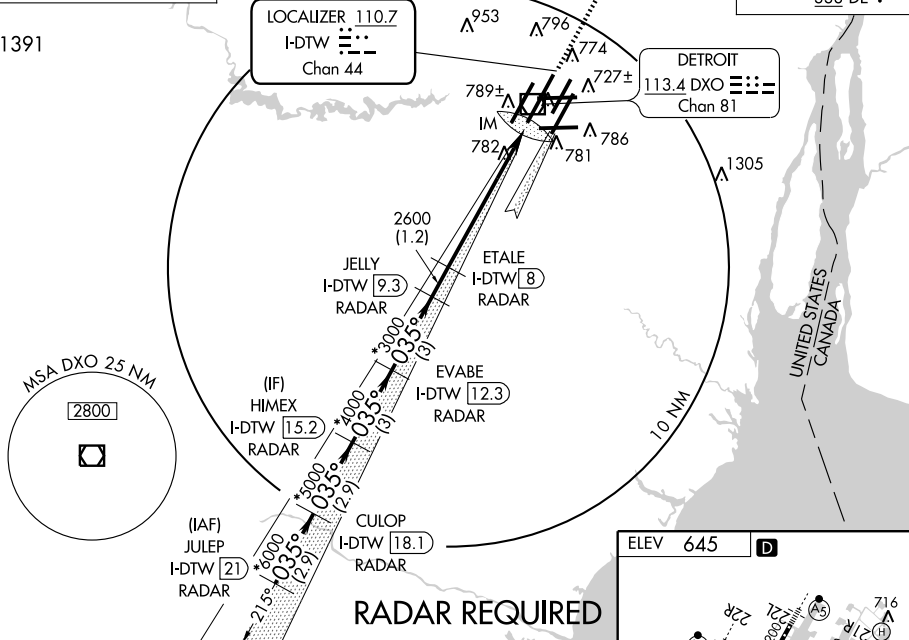 1391
LOCALIZER 110.7
I-DTW
Chan 44
953
796
774
727±
789±
IM
782
781
786
1305
DETROIT
113.4 DXO
Chan 81
2600
(1.2)
JELLY
I-DTW 9.3
RADAR
ETALE
I-DTW 8
RADAR
*3000
035°
(3)
EVABE
I-DTW 12.3
RADAR
(IF)
HIMEX
I-DTW 15.2
RADAR
*4000
035°
(3)
*5000
035°
(2.9)
CULOP
I-DTW 18.1
RADAR
(IAF)
JULEP
I-DTW 21
RADAR
*6000
035°
(2.9)
215°
MSA DXO 25 NM
2800
10 NM
UNITED STATES
CANADA
RADAR REQUIRED
ELEV 645 D
22R
22L
A5
716
21R
H